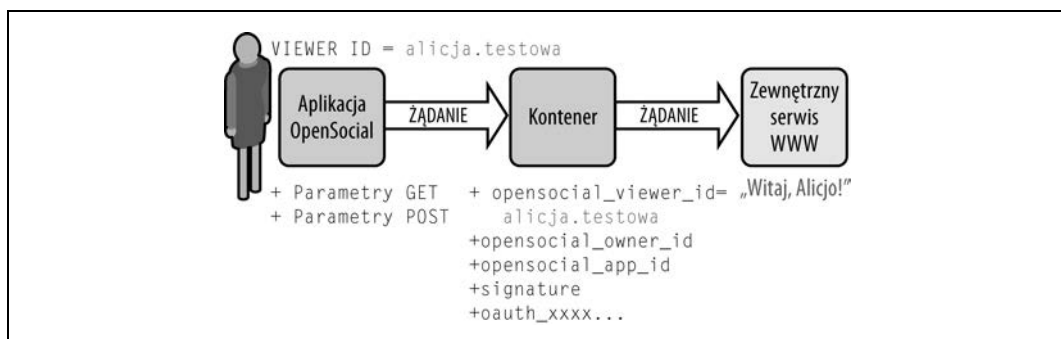 VIEWER ID = alicja.testowa
Aplikacja
OpenSocial
ŻĄDANIE
Kontener
ŻĄDANIE
Zewnętrzny
serwis
WWW
+ Parametry GET
+ Parametry POST
+ opensocial_viewer_id=
alicja.testowa
+opensocial_owner_id
+opensocial_app_id
+signature
+oauth_xxxx...
„Witaj, Alicjo!”